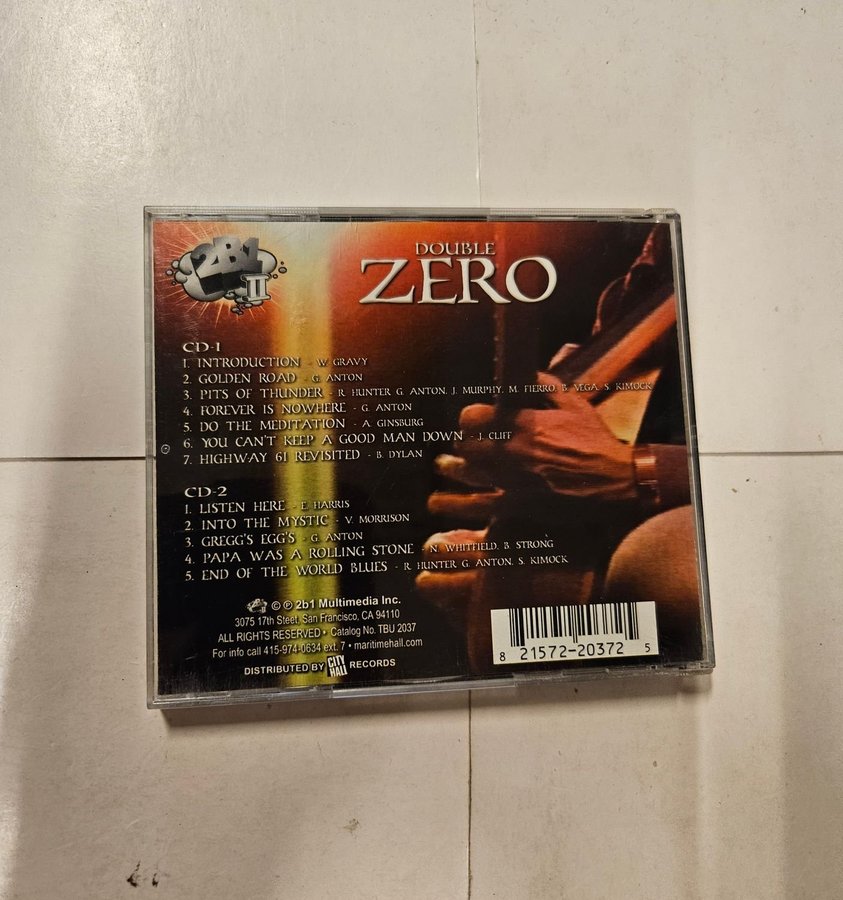 2B1
II
DOUBLE
ZERO
CD-1
1. INTRODUCTION - W. GRAVY
2. GOLDEN ROAD - G. ANTON
3. PITS OF THUNDER - R. HUNTER G. ANTON, J. MURPHY, M. FIERRO, B. VEGA, S. KIMOCK
4. FOREVER IS NOWHERE - G. ANTON
5. DO THE MEDITATION - A. GINSBURG
6. YOU CAN'T KEEP A GOOD MAN DOWN - J. CLIFF
7. HIGHWAY 61 REVISITED - B. DYLAN
CD-2
1. LISTEN HERE - E. HARRIS
2. INTO THE MYSTIC - V. MORRISON
3. GREGG'S EGG'S - G. ANTON
4. PAPA WAS A ROLLING STONE - N. WHITFIELD, B. STRONG
5. END OF THE WORLD BLUES - R. HUNTER G. ANTON, S. KIMOCK
© ℗ 2b1 Multimedia Inc.
3075 17th Steet, San Francisco, CA 94110
ALL RIGHTS RESERVED • Catalog No. TBU 2037
For info call 415-974-0634 ext. 7 • maritimehall.com
DISTRIBUTED BY CITY HALL RECORDS
8 21572-20372 5